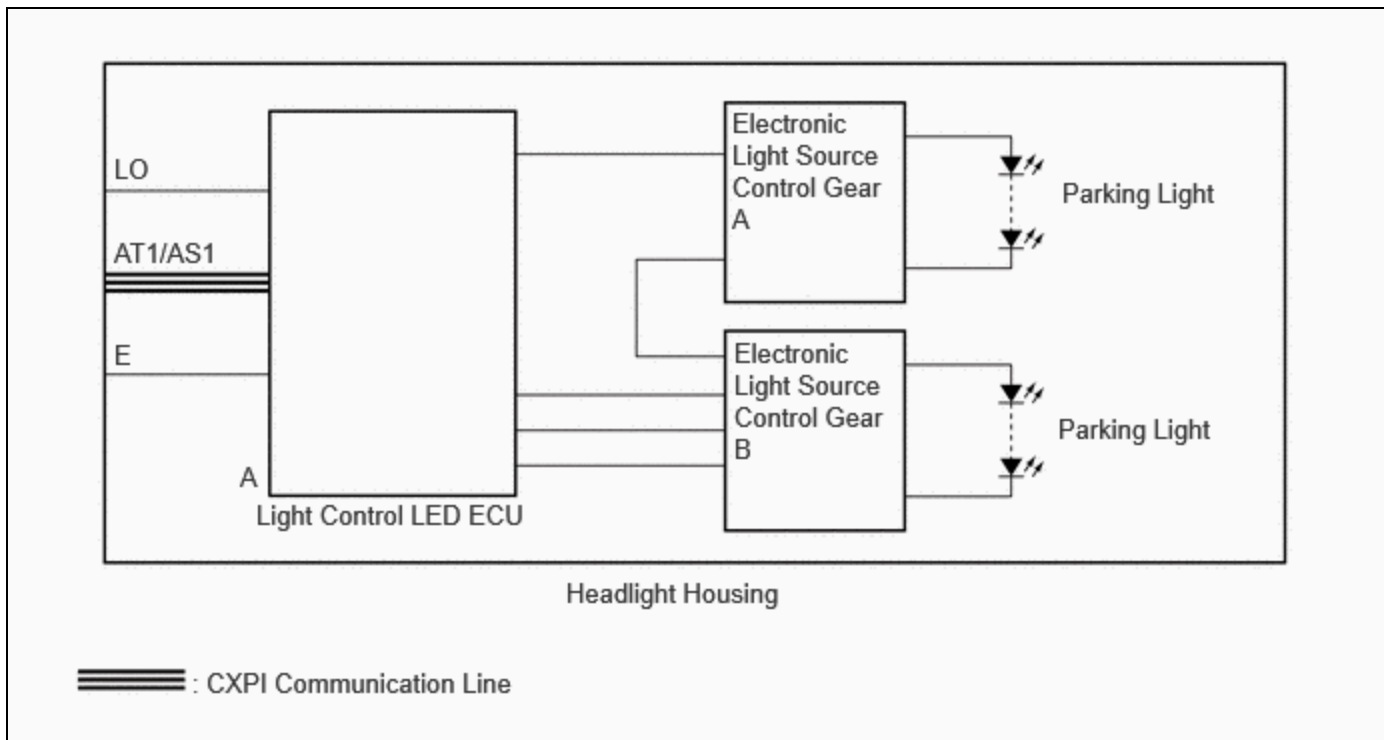 LO
AT1/AS1
E
A
Light Control LED ECU
Electronic
Light Source
Control Gear
A
Parking Light
Electronic
Light Source
Control Gear
B
Parking Light
Headlight Housing
: CXPI Communication Line